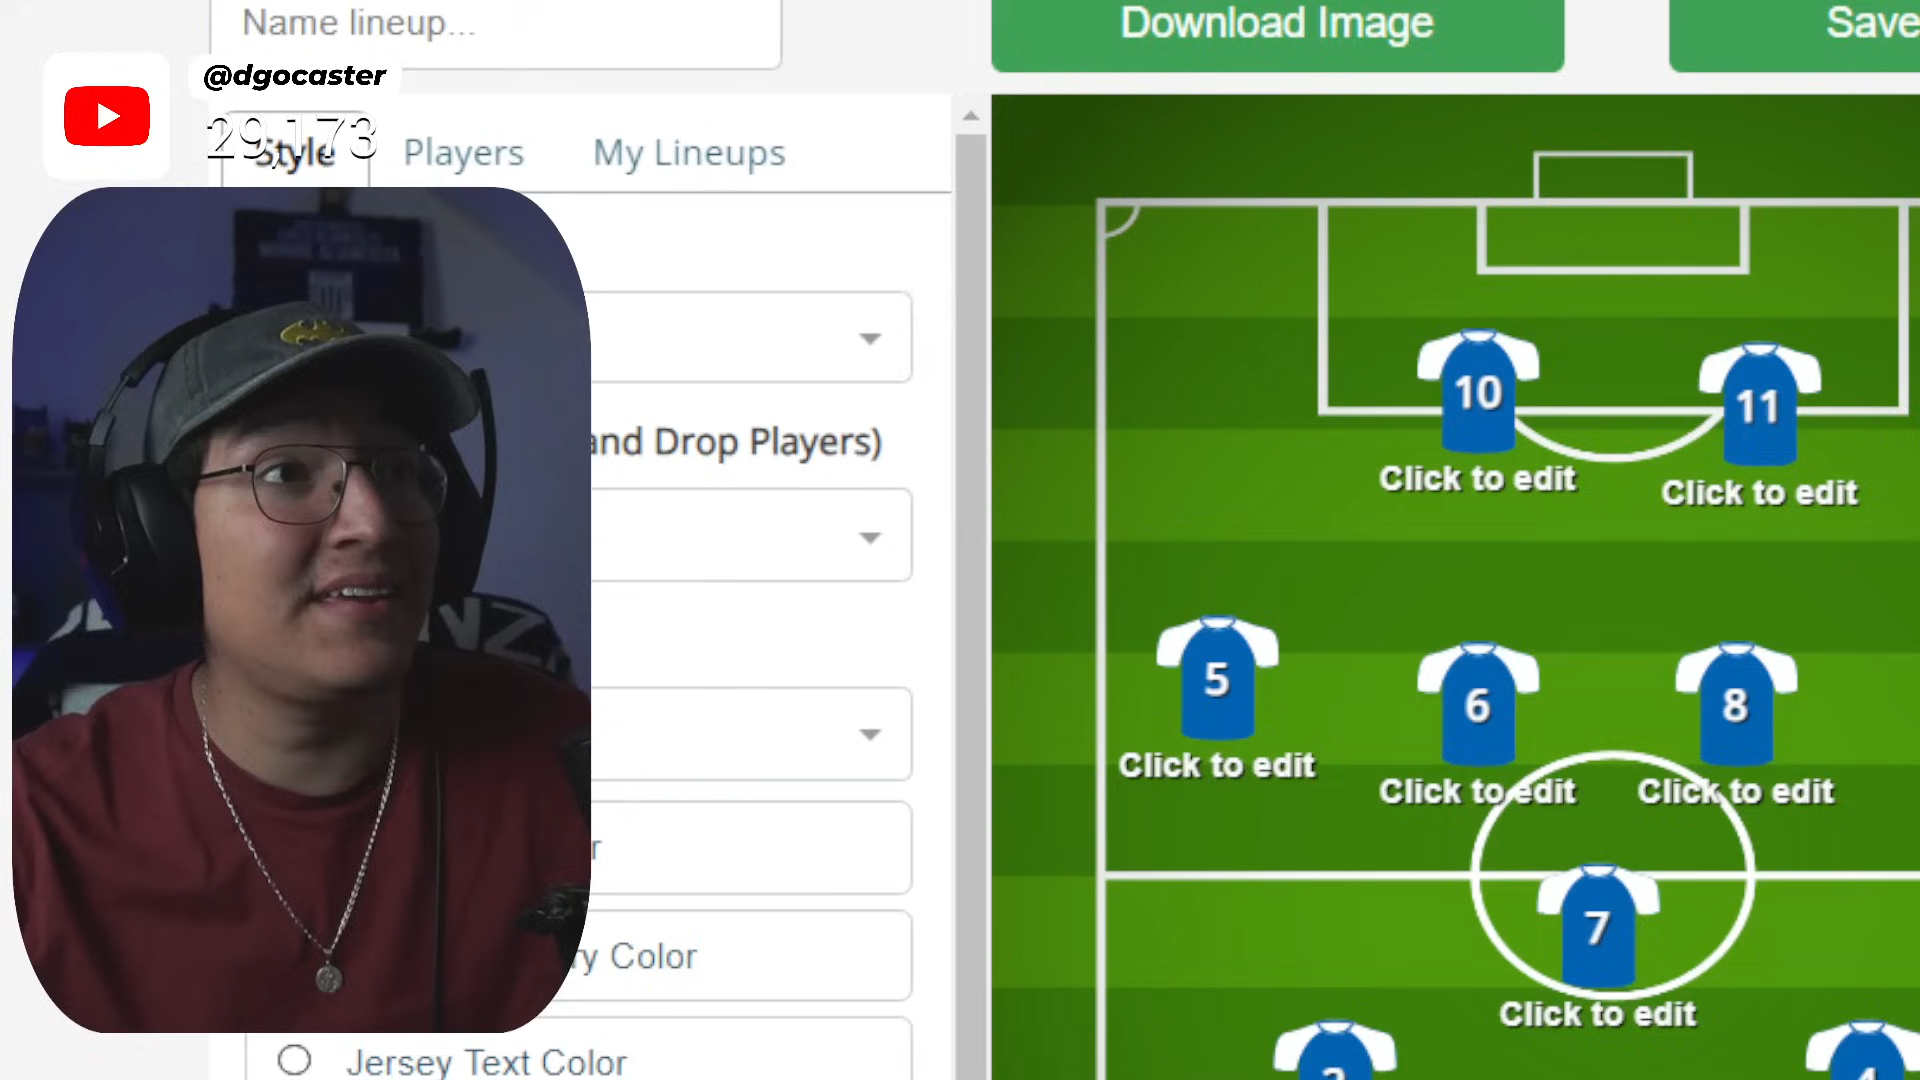 Name lineup...
Download Image
Save
@dgocaster
29,173
Style
Players
My Lineups
and Drop Players)
ry Color
Jersey Text Color
10
Click to edit
11
Click to edit
5
Click to edit
6
Click to edit
8
Click to edit
7
Click to edit